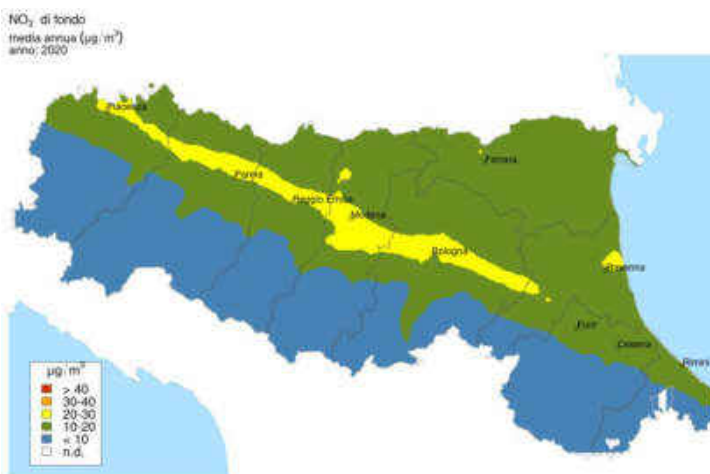 NO₂ di fondo
media annua (µg/m³)
anno: 2020
Piacenza
Parma
Reggio Emilia
Modena
Ferrara
Bologna
Ravenna
Forlì
Cesena
Rimini
µg/m³
> 40
30-40
20-30
10-20
< 10
n.d.